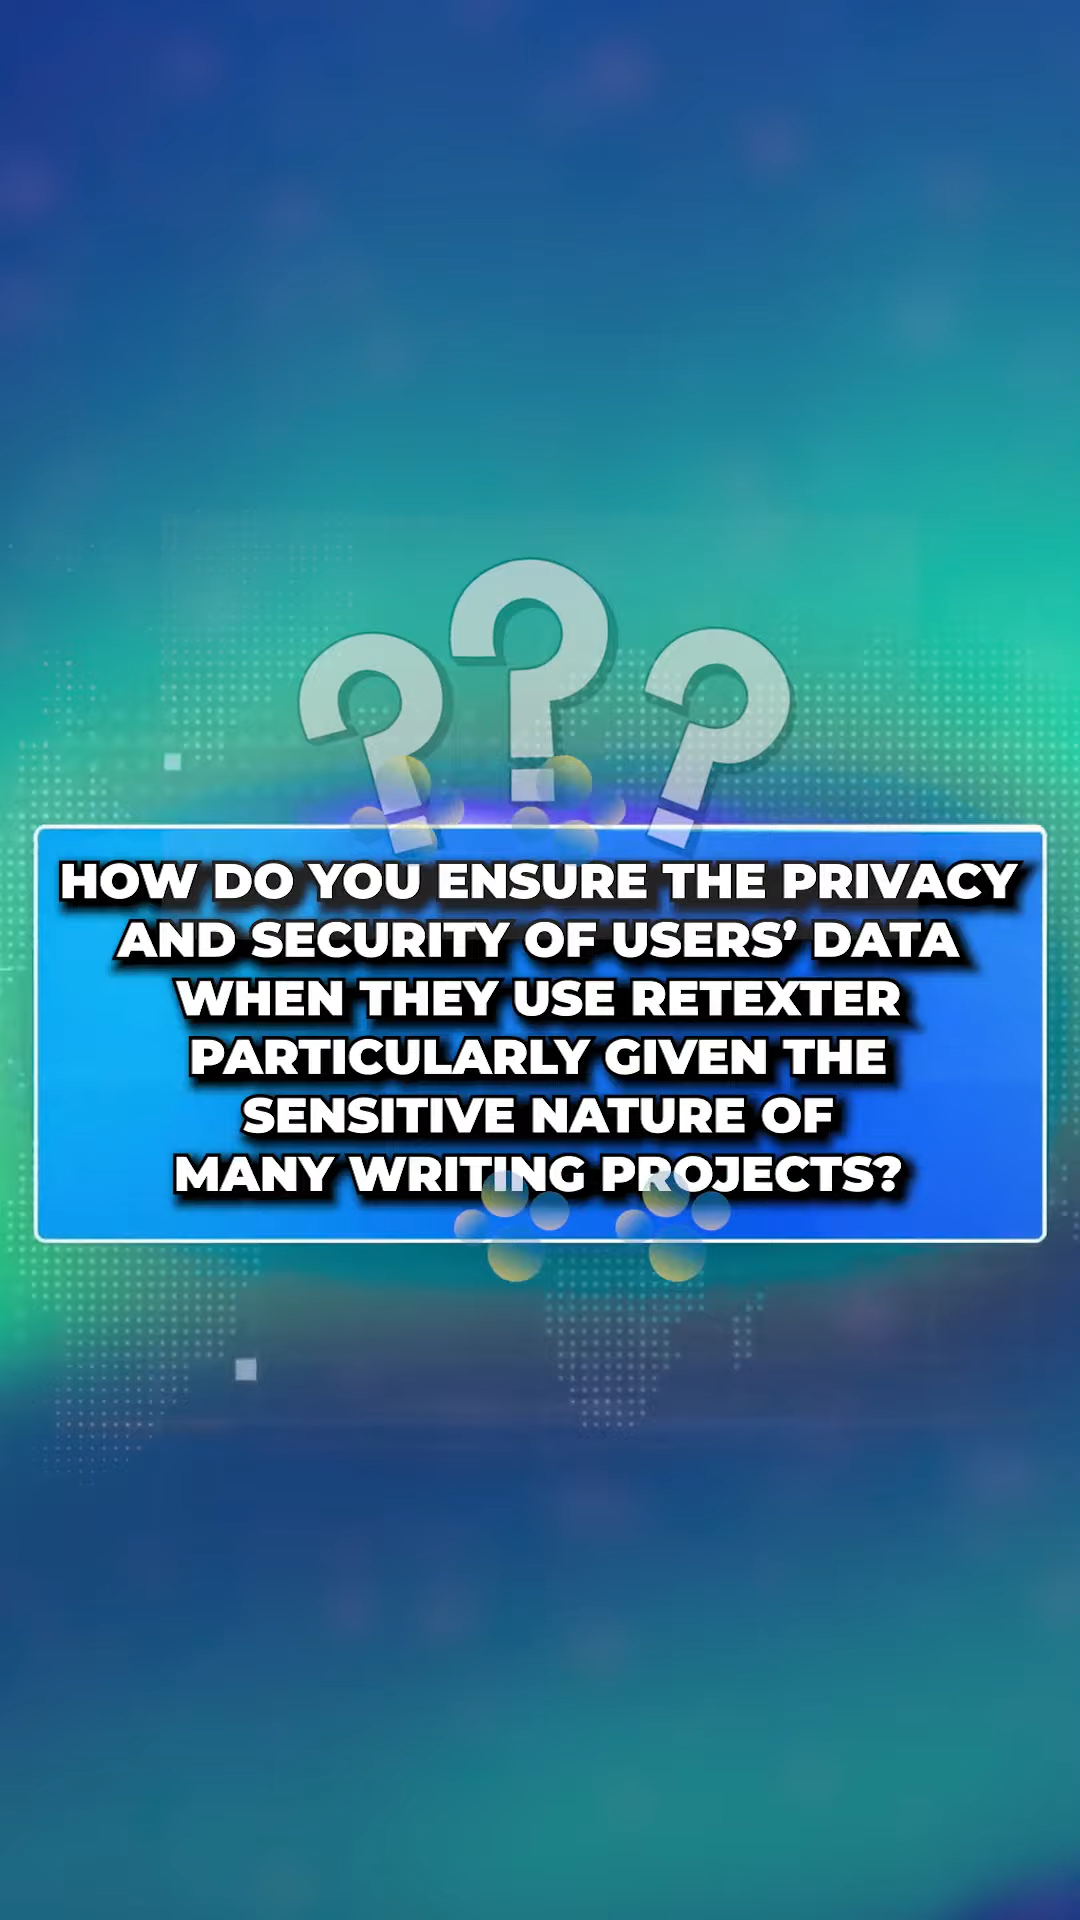 HOW DO YOU ENSURE THE PRIVACY
AND SECURITY OF USERS’ DATA
WHEN THEY USE RETEXTER
PARTICULARLY GIVEN THE
SENSITIVE NATURE OF
MANY WRITING PROJECTS?